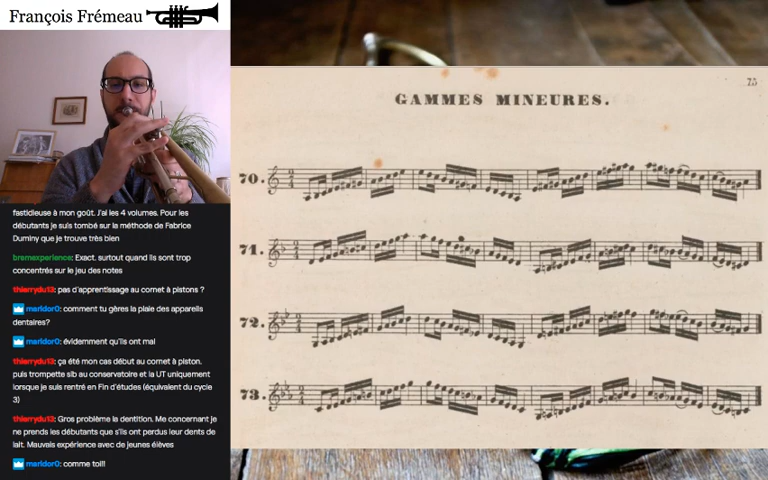 François Frémeau
fastidieuse à mon goût. J'ai les 4 volumes. Pour les
débutants je suis tombé sur la méthode de Fabrice
Duminy que je trouve très bien
bremexperience: Exact. surtout quand ils sont trop
concentrés sur le jeu des notes
thierrydu13: pas d'apprentissage au cornet à pistons ?
markior0: comment tu gères la plaie des appareils
dentaires?
markior0: évidemment qu'ils ont mal
thierrydu13: ça été mon cas début au cornet à piston.
puis trompette sib au conservatoire et la UT uniquement
lorsque je suis rentré en Fin d'études (équivalent du cycle
3)
thierrydu13: Gros problème la dentition. Me concernant je
ne prends les débutants que s'ils ont perdus leur dents de
lait. Mauvais expérience avec de jeunes élèves
markior0: comme toi!!
75
GAMMES MINEURES.
70.
71.
72.
73.